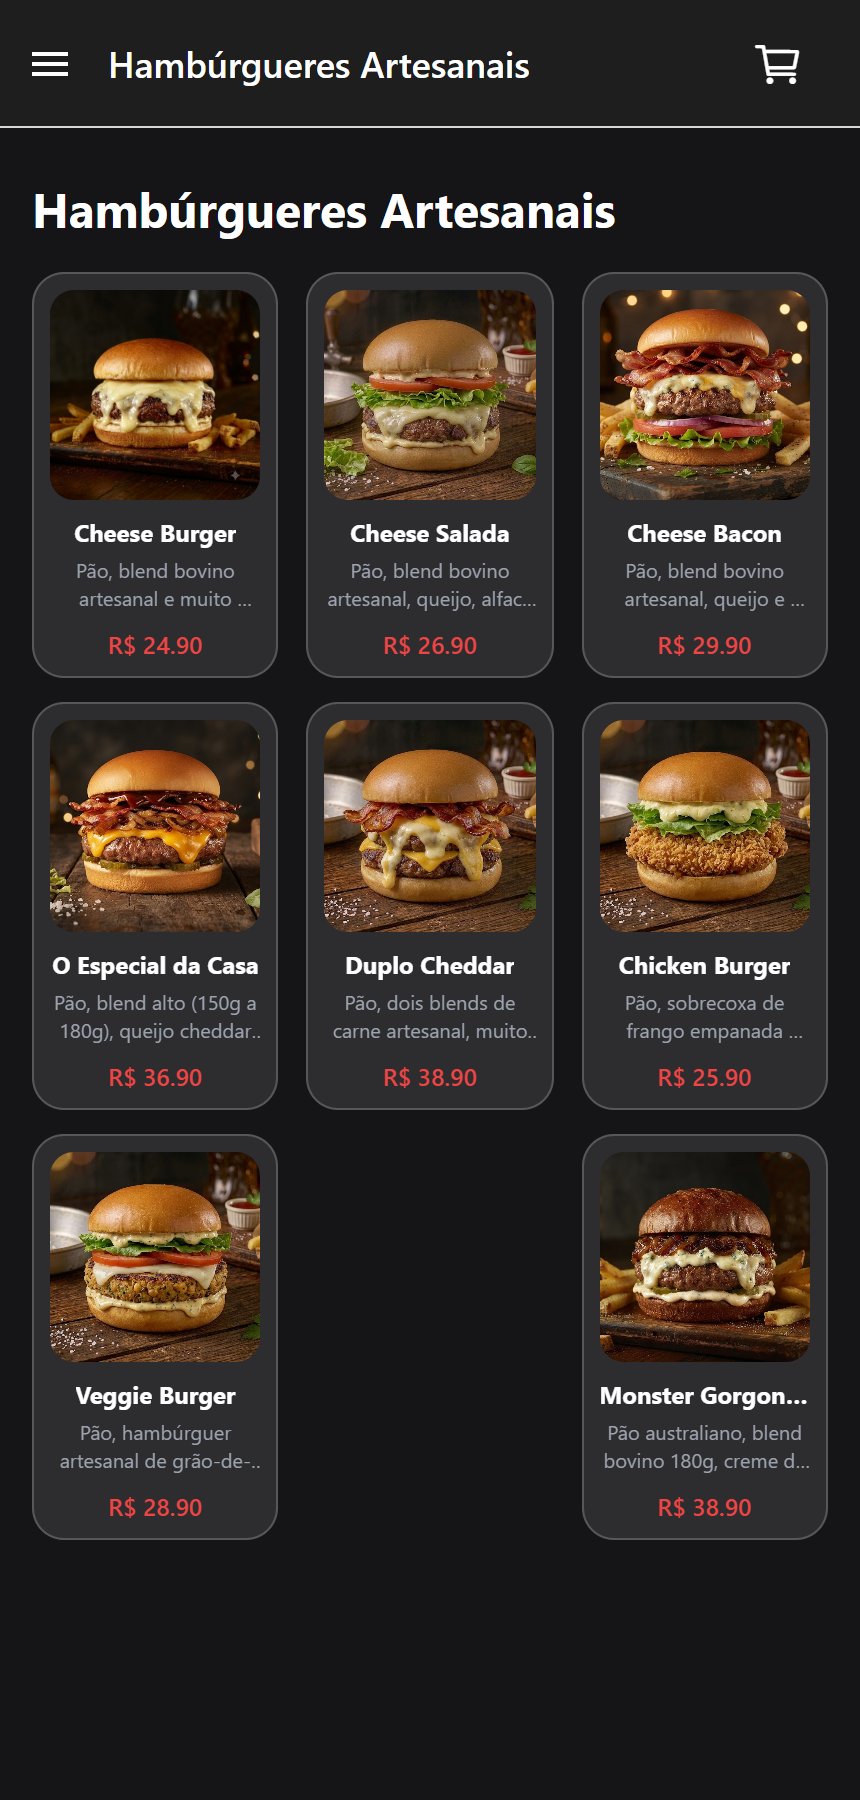 Hambúrgueres Artesanais
Hambúrgueres Artesanais
Cheese Burger
Pão, blend bovino
artesanal e muito ...
R$ 24.90
Cheese Salada
Pão, blend bovino
artesanal, queijo, alfac...
R$ 26.90
Cheese Bacon
Pão, blend bovino
artesanal, queijo e ...
R$ 29.90
O Especial da Casa
Pão, blend alto (150g a
180g), queijo cheddar..
R$ 36.90
Duplo Cheddar
Pão, dois blends de
carne artesanal, muito..
R$ 38.90
Chicken Burger
Pão, sobrecoxa de
frango empanada ...
R$ 25.90
Veggie Burger
Pão, hambúrguer
artesanal de grão-de-..
R$ 28.90
Monster Gorgon...
Pão australiano, blend
bovino 180g, creme d...
R$ 38.90